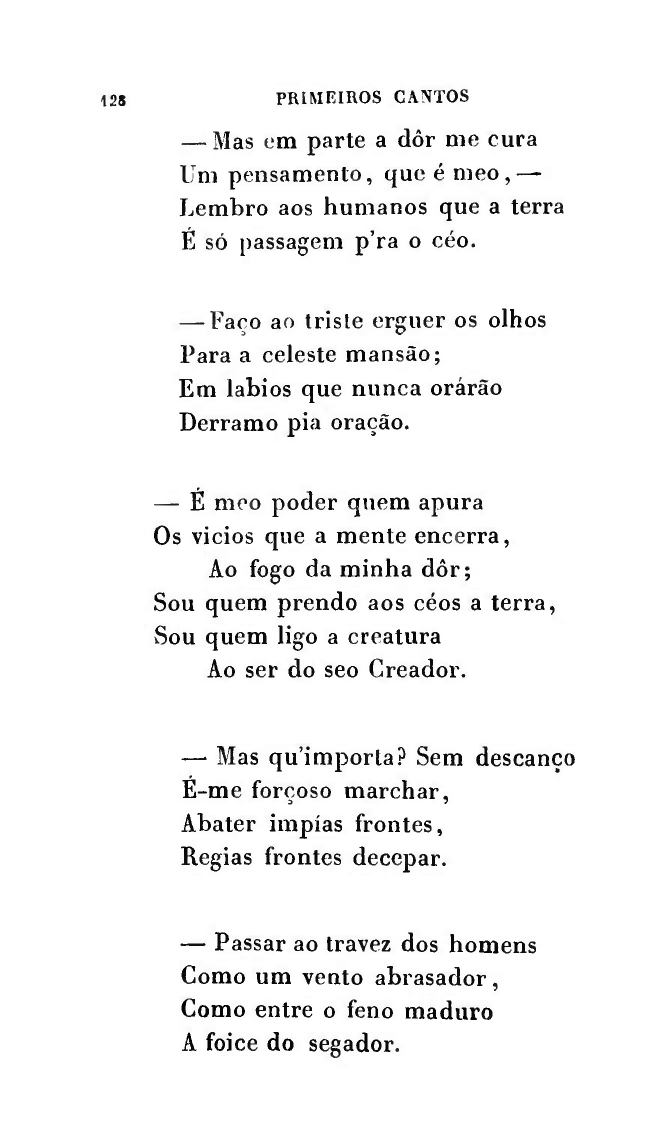 128 PRIMEIROS CANTOS
— Mas em parte a dôr me cura
Um pensamento, que é meo, —
Lembro aos humanos que a terra
É só passagem p'ra o céo.
— Faço ao triste erguer os olhos
Para a celeste mansão;
Em labios que nunca orárão
Derramo pia oração.
— É meo poder quem apura
Os vicios que a mente encerra,
Ao fogo da minha dôr;
Sou quem prendo aos céos a terra,
Sou quem ligo a creatura
Ao ser do seo Creador.
— Mas qu'importa? Sem descanço
É-me forçoso marchar,
Abater impías frontes,
Regias frontes decepar.
— Passar ao travez dos homens
Como um vento abrasador,
Como entre o feno maduro
A foice do segador.